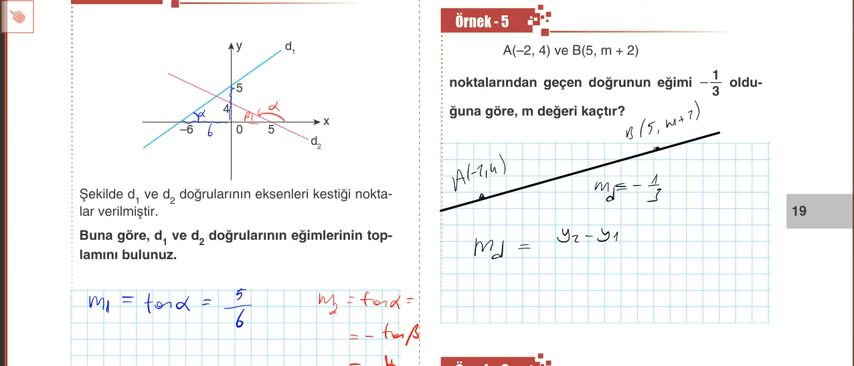 y
d1
5
4
α
β
α
–6
0
5
x
6
d2
Şekilde d1 ve d2 doğrularının eksenleri kestiği nokta-
lar verilmiştir.
Buna göre, d1 ve d2 doğrularının eğimlerinin top-
lamını bulunuz.
m1 = tanα = 5/6
m2 = tanα =
= - tanβ
Örnek - 5
A(–2, 4) ve B(5, m + 2)
noktalarından geçen doğrunun eğimi –1/3 oldu-
ğuna göre, m değeri kaçtır?
B(5, m+2)
A(-2,4)
md = - 1/3
md = y2 - y1
19